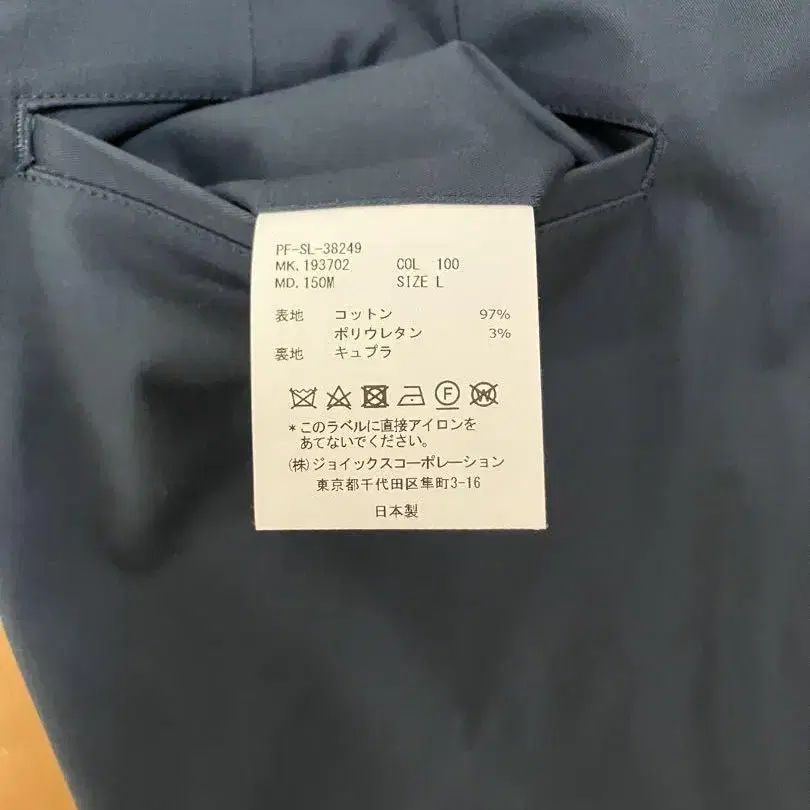 PF-SL-38249
MK.193702 COL 100
MD.150M SIZE L
表地 コットン 97%
ポリウレタン 3%
裏地 キュプラ
F W
*このラベルに直接アイロンを
あてないでください。
(株)ジョイックスコーポレーション
東京都千代田区隼町3-16
日本製